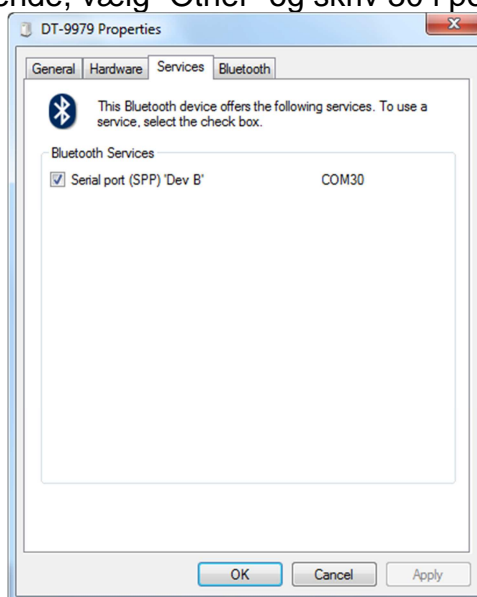 vælg "Other" og skriv 30 i
DT-9979 Properties
General Hardware Services Bluetooth
This Bluetooth device offers the following services. To use a
service, select the check box.
Bluetooth Services
Serial port (SPP) 'Dev B' COM30
OK Cancel Apply